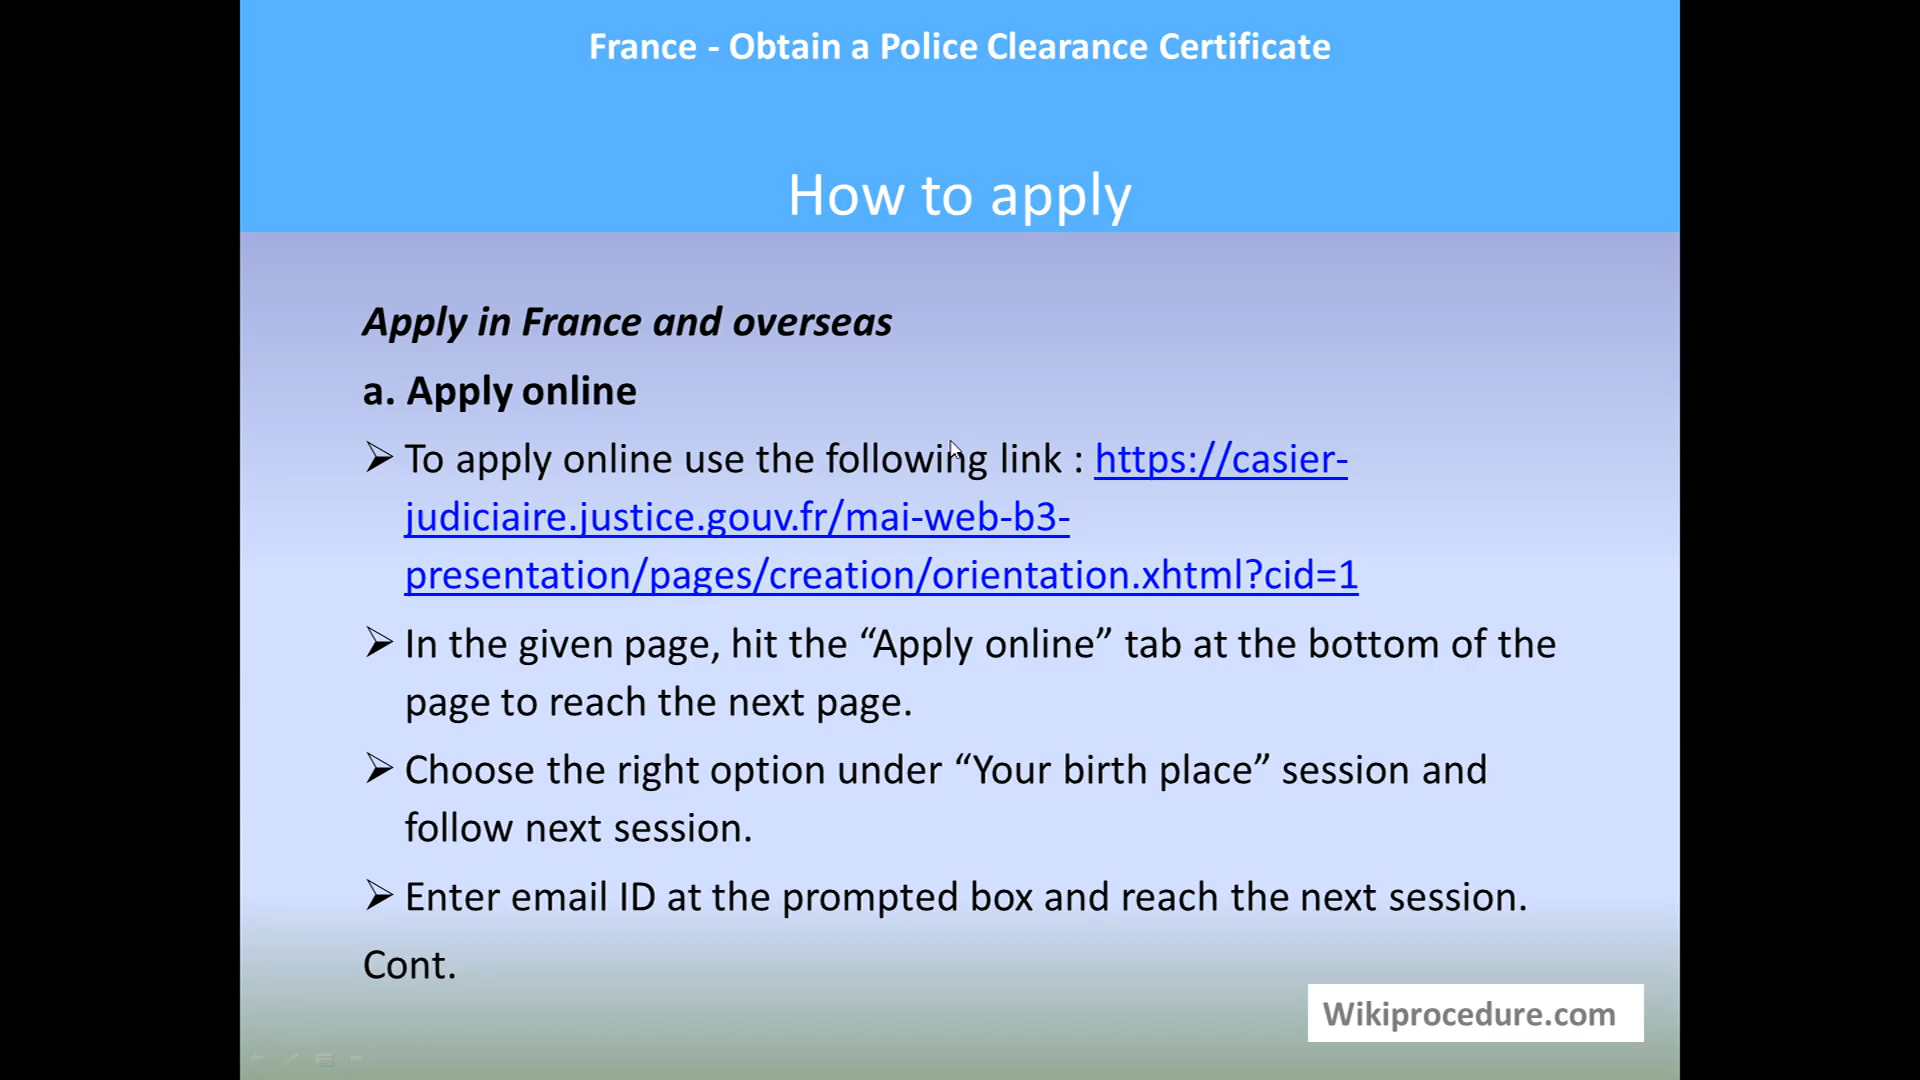 France - Obtain a Police Clearance Certificate
How to apply
Apply in France and overseas
a. Apply online
➢ To apply online use the following link : https://casier-
judiciaire.justice.gouv.fr/mai-web-b3-
presentation/pages/creation/orientation.xhtml?cid=1
➢ In the given page, hit the “Apply online” tab at the bottom of the
page to reach the next page.
➢ Choose the right option under “Your birth place” session and
follow next session.
➢ Enter email ID at the prompted box and reach the next session.
Cont.
Wikiprocedure.com